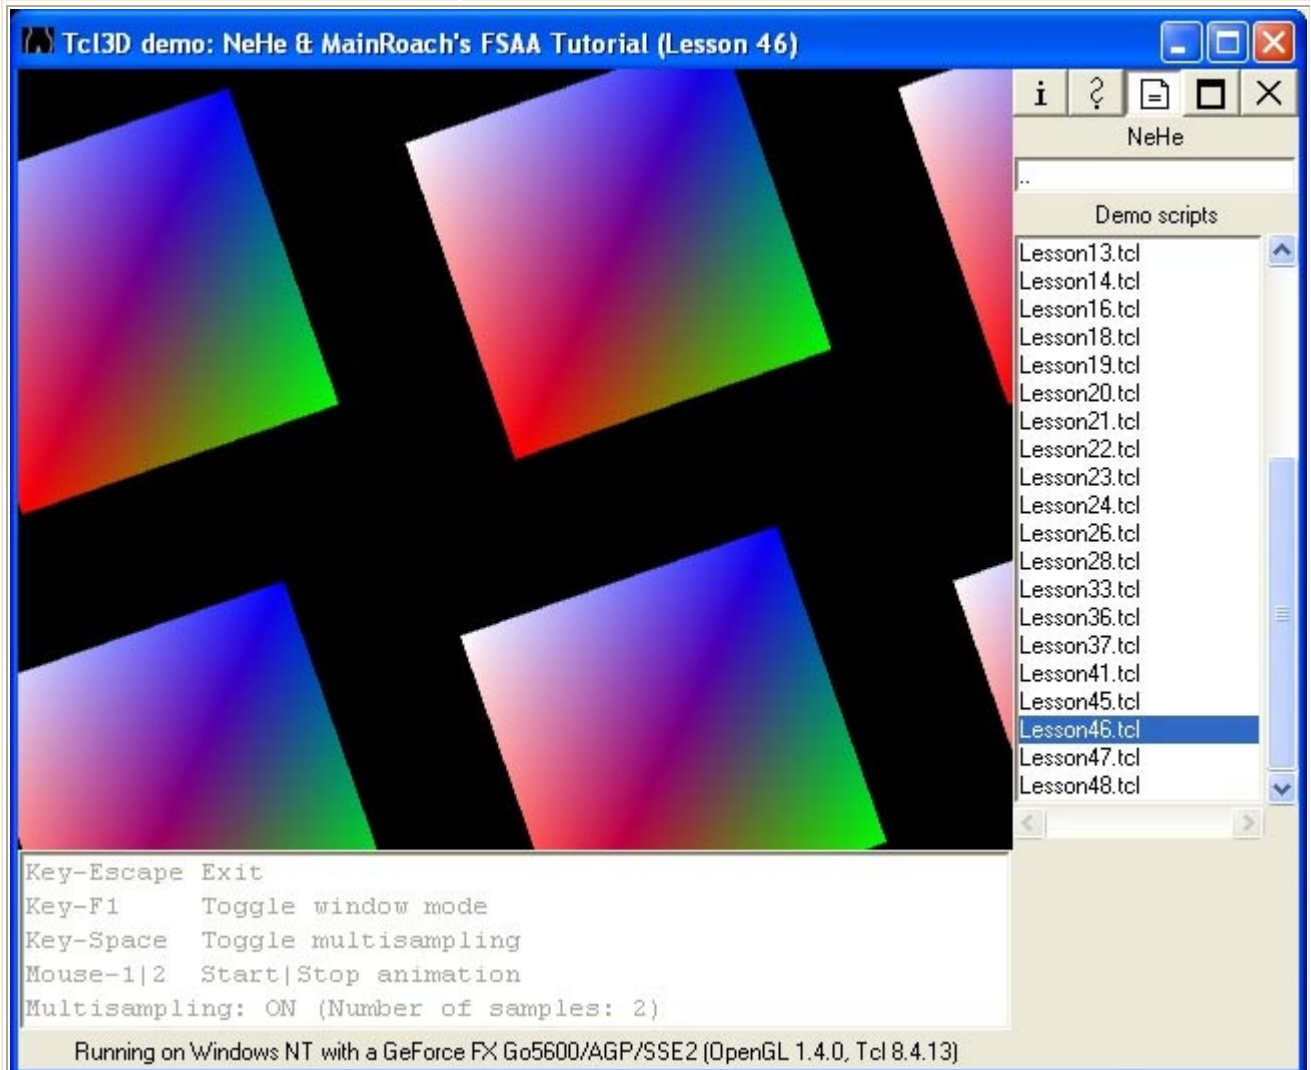 Tcl3D demo: NeHe & MainRoach's FSAA Tutorial (Lesson 46)
NeHe
..
Demo scripts
Lesson13.tcl
Lesson14.tcl
Lesson16.tcl
Lesson18.tcl
Lesson19.tcl
Lesson20.tcl
Lesson21.tcl
Lesson22.tcl
Lesson23.tcl
Lesson24.tcl
Lesson26.tcl
Lesson28.tcl
Lesson33.tcl
Lesson36.tcl
Lesson37.tcl
Lesson41.tcl
Lesson45.tcl
Lesson46.tcl
Lesson47.tcl
Lesson48.tcl
Key-Escape Exit
Key-F1 Toggle window mode
Key-Space Toggle multisampling
Mouse-1|2 Start|Stop animation
Multisampling: ON (Number of samples: 2)
Running on Windows NT with a GeForce FX Go5600/AGP/SSE2 (OpenGL 1.4.0, Tcl 8.4.13)